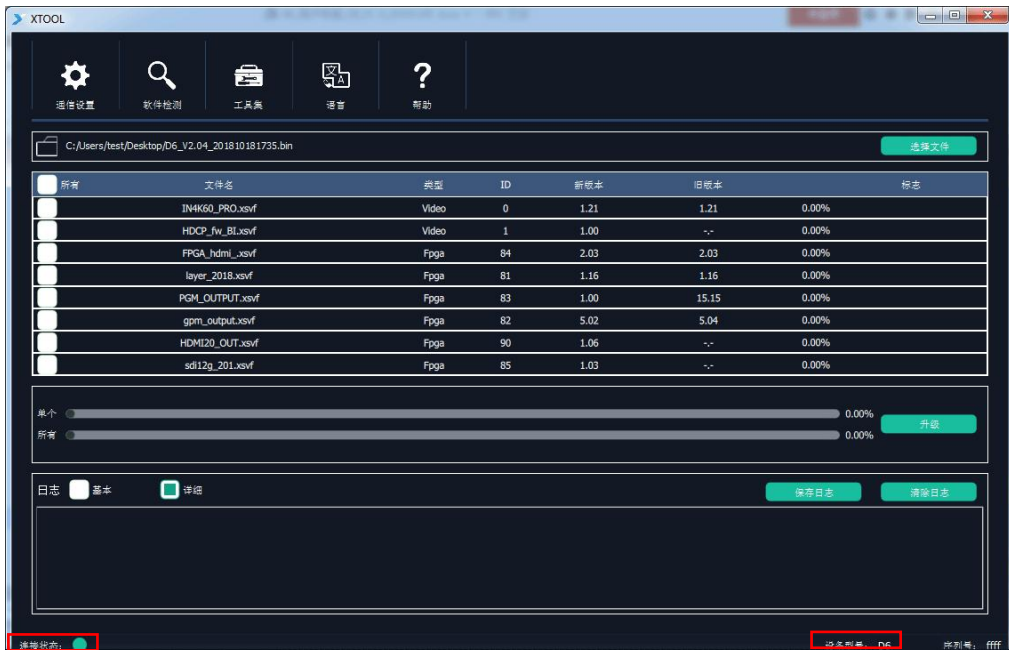 XTOOL
通信设置 软件检测 工具集 语言 帮助
C:/Users/test/Desktop/D6_V2.04_201810181735.bin 选择文件
所有 文件名 类型 ID 新版本 旧版本 标志
IN4K60_PRO.xsvf Video 0 1.21 1.21 0.00%
HDCP_fw_BI.xsvf Video 1 1.00 -.- 0.00%
FPGA_hdmi_.xsvf Fpga 84 2.03 2.03 0.00%
layer_2018.xsvf Fpga 81 1.16 1.16 0.00%
PGM_OUTPUT.xsvf Fpga 83 1.00 15.15 0.00%
gpm_output.xsvf Fpga 82 5.02 5.04 0.00%
HDMI20_OUT.xsvf Fpga 90 1.06 -.- 0.00%
sdi12g_201.xsvf Fpga 85 1.03 -.- 0.00%
单个 0.00%
升级
所有 0.00%
日志 基本 详细 保存日志 清除日志
连接状态： 设备型号： D6 序列号： ffff